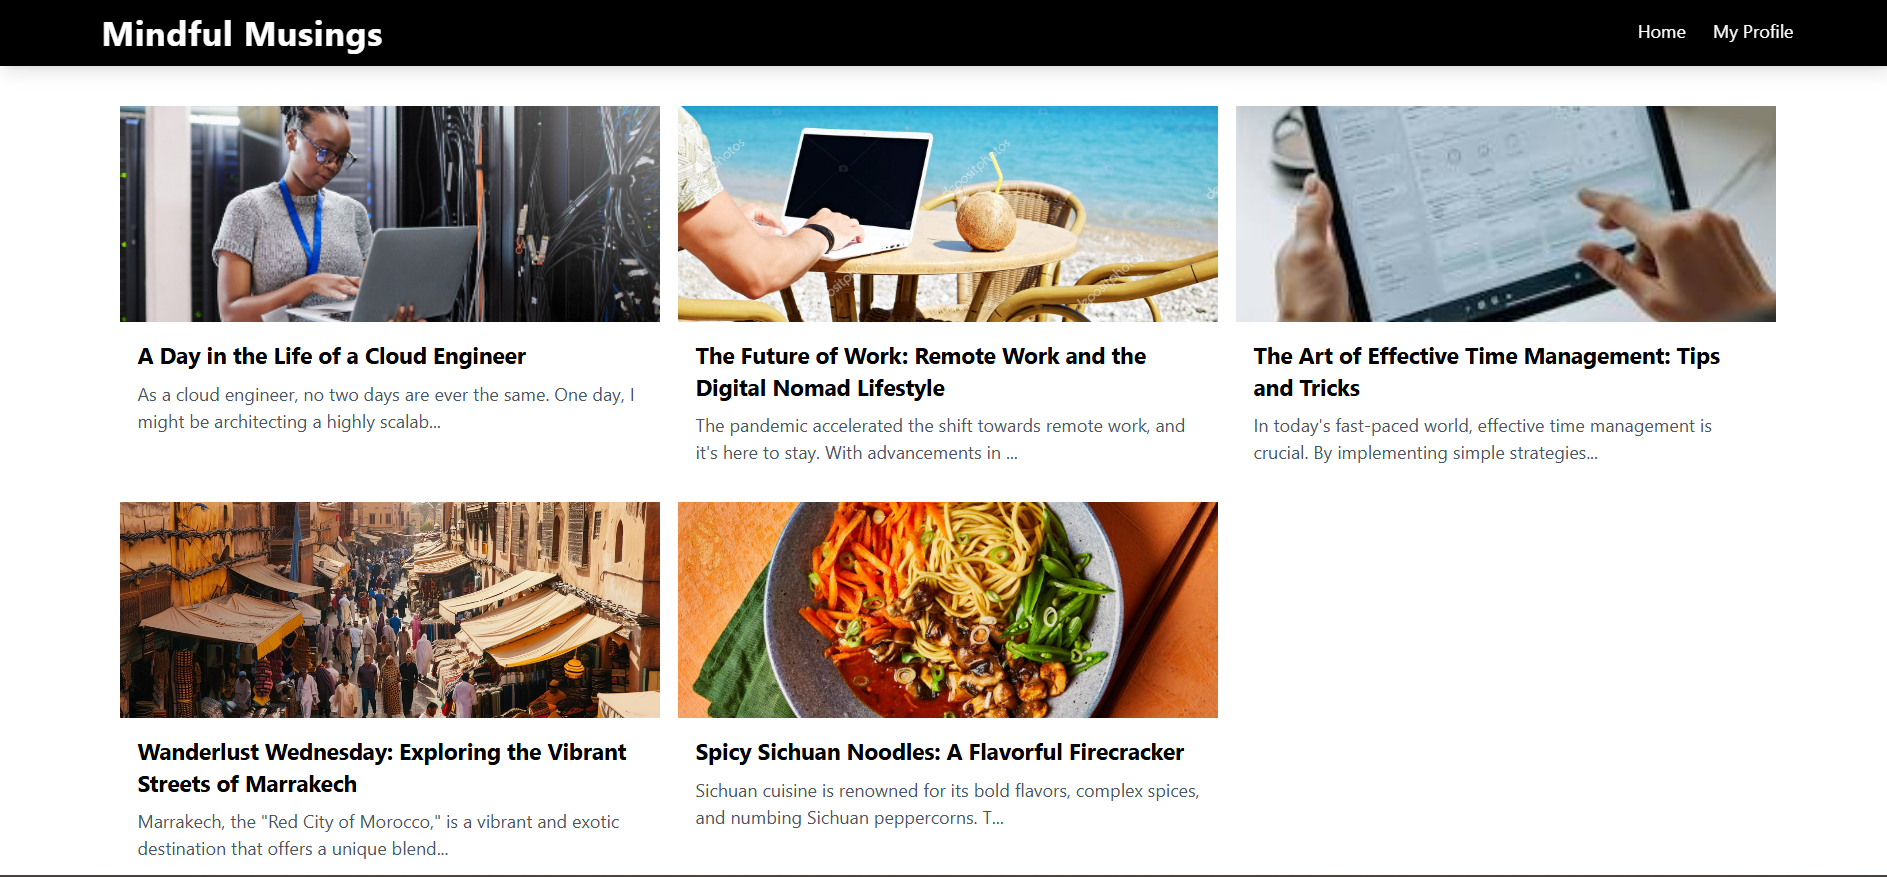 Mindful Musings
Home
My Profile
depositphotos
depositphotos
depositphotos
depositphotos
A Day in the Life of a Cloud Engineer
As a cloud engineer, no two days are ever the same. One day, I
might be architecting a highly scalab...
The Future of Work: Remote Work and the
Digital Nomad Lifestyle
The pandemic accelerated the shift towards remote work, and
it's here to stay. With advancements in ...
The Art of Effective Time Management: Tips
and Tricks
In today's fast-paced world, effective time management is
crucial. By implementing simple strategies...
Wanderlust Wednesday: Exploring the Vibrant
Streets of Marrakech
Marrakech, the "Red City of Morocco," is a vibrant and exotic
destination that offers a unique blend...
Spicy Sichuan Noodles: A Flavorful Firecracker
Sichuan cuisine is renowned for its bold flavors, complex spices,
and numbing Sichuan peppercorns. T...